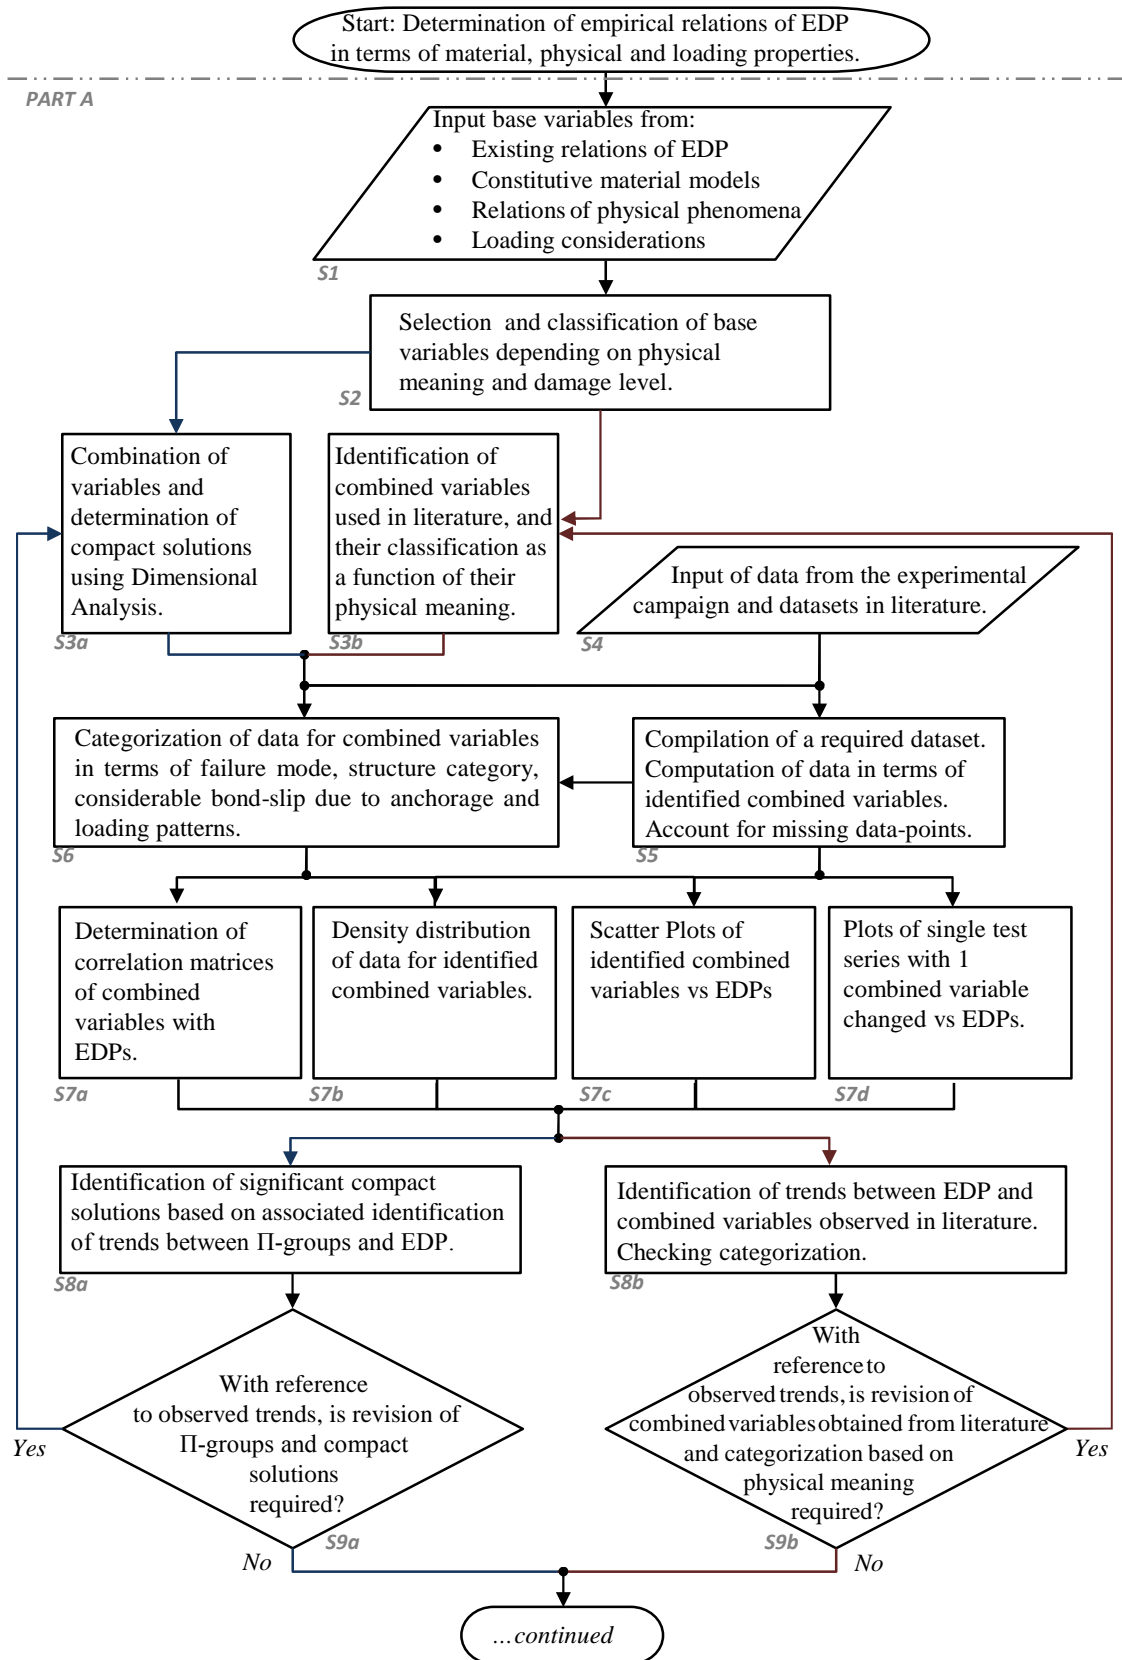 Start: Determination of empirical relations of EDP
in terms of material, physical and loading properties.
PART A
Input base variables from:
• Existing relations of EDP
• Constitutive material models
• Relations of physical phenomena
• Loading considerations
S1
Selection and classification of base
variables depending on physical
meaning and damage level.
S2
Combination of
variables and
determination of
compact solutions
using Dimensional
Analysis.
S3a
Identification of
combined variables
used in literature, and
their classification as
a function of their
physical meaning.
S3b
Input of data from the experimental
campaign and datasets in literature.
S4
Categorization of data for combined variables
in terms of failure mode, structure category,
considerable bond-slip due to anchorage and
loading patterns.
S6
Compilation of a required dataset.
Computation of data in terms of
identified combined variables.
Account for missing data-points.
S5
Determination of
correlation matrices
of combined
variables with
EDPs.
S7a
Density distribution
of data for identified
combined variables.
S7b
Scatter Plots of
identified combined
variables vs EDPs
S7c
Plots of single test
series with 1
combined variable
changed vs EDPs.
S7d
Identification of significant compact
solutions based on associated identification
of trends between Π-groups and EDP.
S8a
Identification of trends between EDP and
combined variables observed in literature.
Checking categorization.
S8b
With reference
to observed trends, is revision of
Π-groups and compact
solutions
required?
Yes
S9a
No
With
reference to
observed trends, is revision of
combined variables obtained from literature
and categorization based on
physical meaning
required?
Yes
S9b
No
...continued